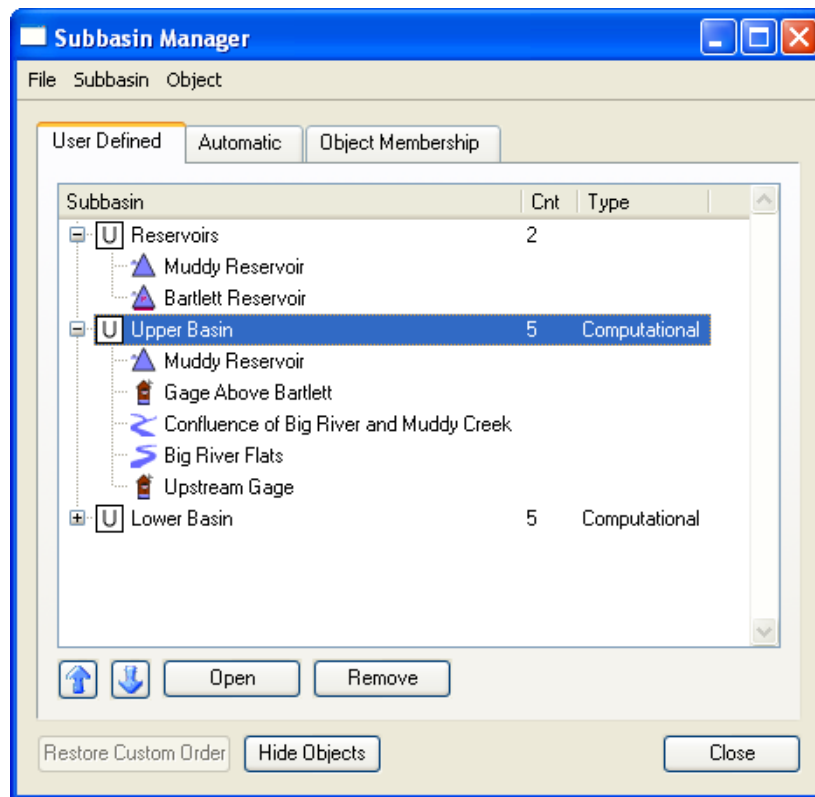 Subbasin Manager
File Subbasin Object
User Defined Automatic Object Membership
Subbasin Cnt Type
U Reservoirs 2
Muddy Reservoir
Bartlett Reservoir
U Upper Basin 5 Computational
Muddy Reservoir
Gage Above Bartlett
Confluence of Big River and Muddy Creek
Big River Flats
Upstream Gage
U Lower Basin 5 Computational
Open Remove
Restore Custom Order Hide Objects Close